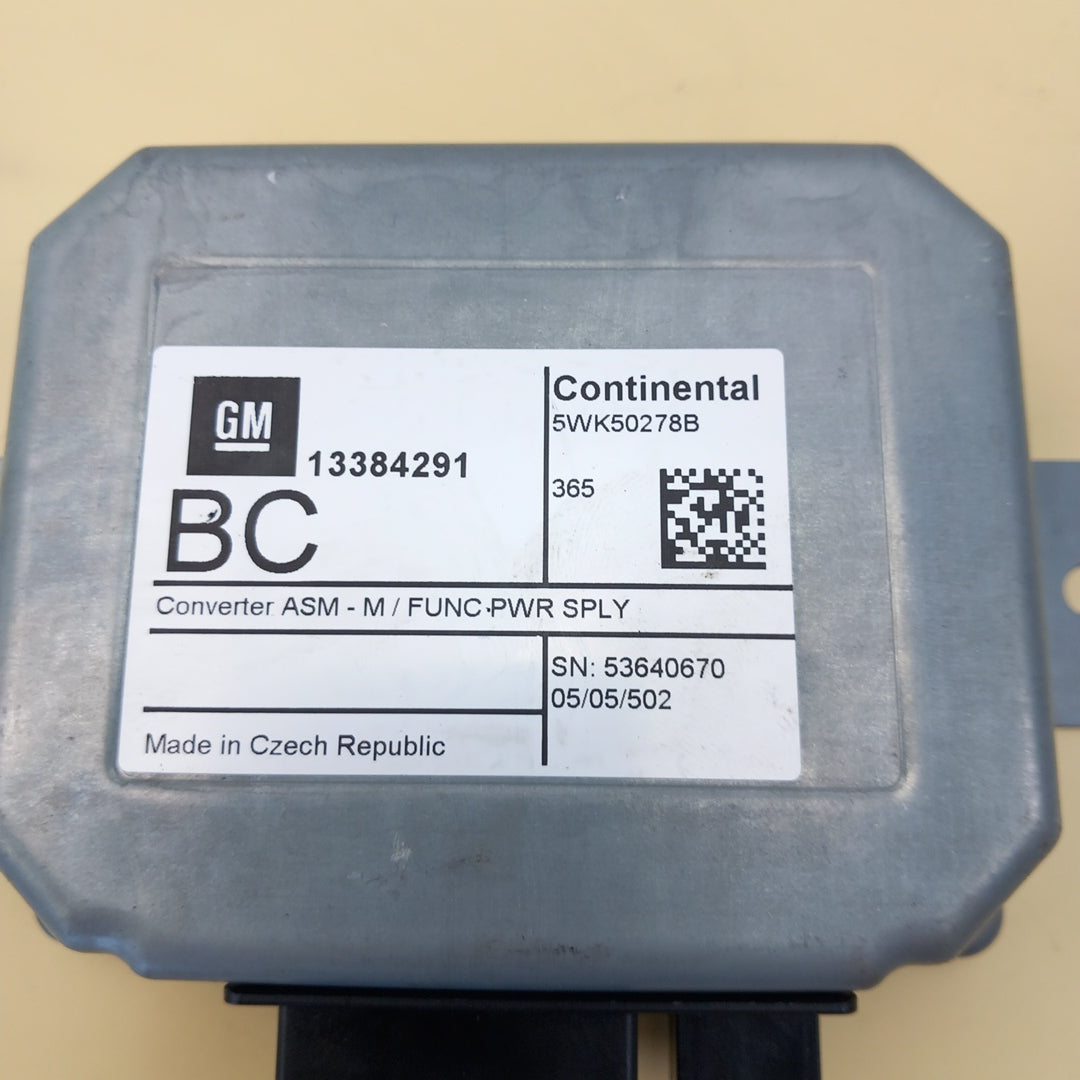 GM
13384291
BC
Continental
5WK50278B
365
Converter ASM - M / FUNC PWR SPLY
SN: 53640670
05/05/502
Made in Czech Republic